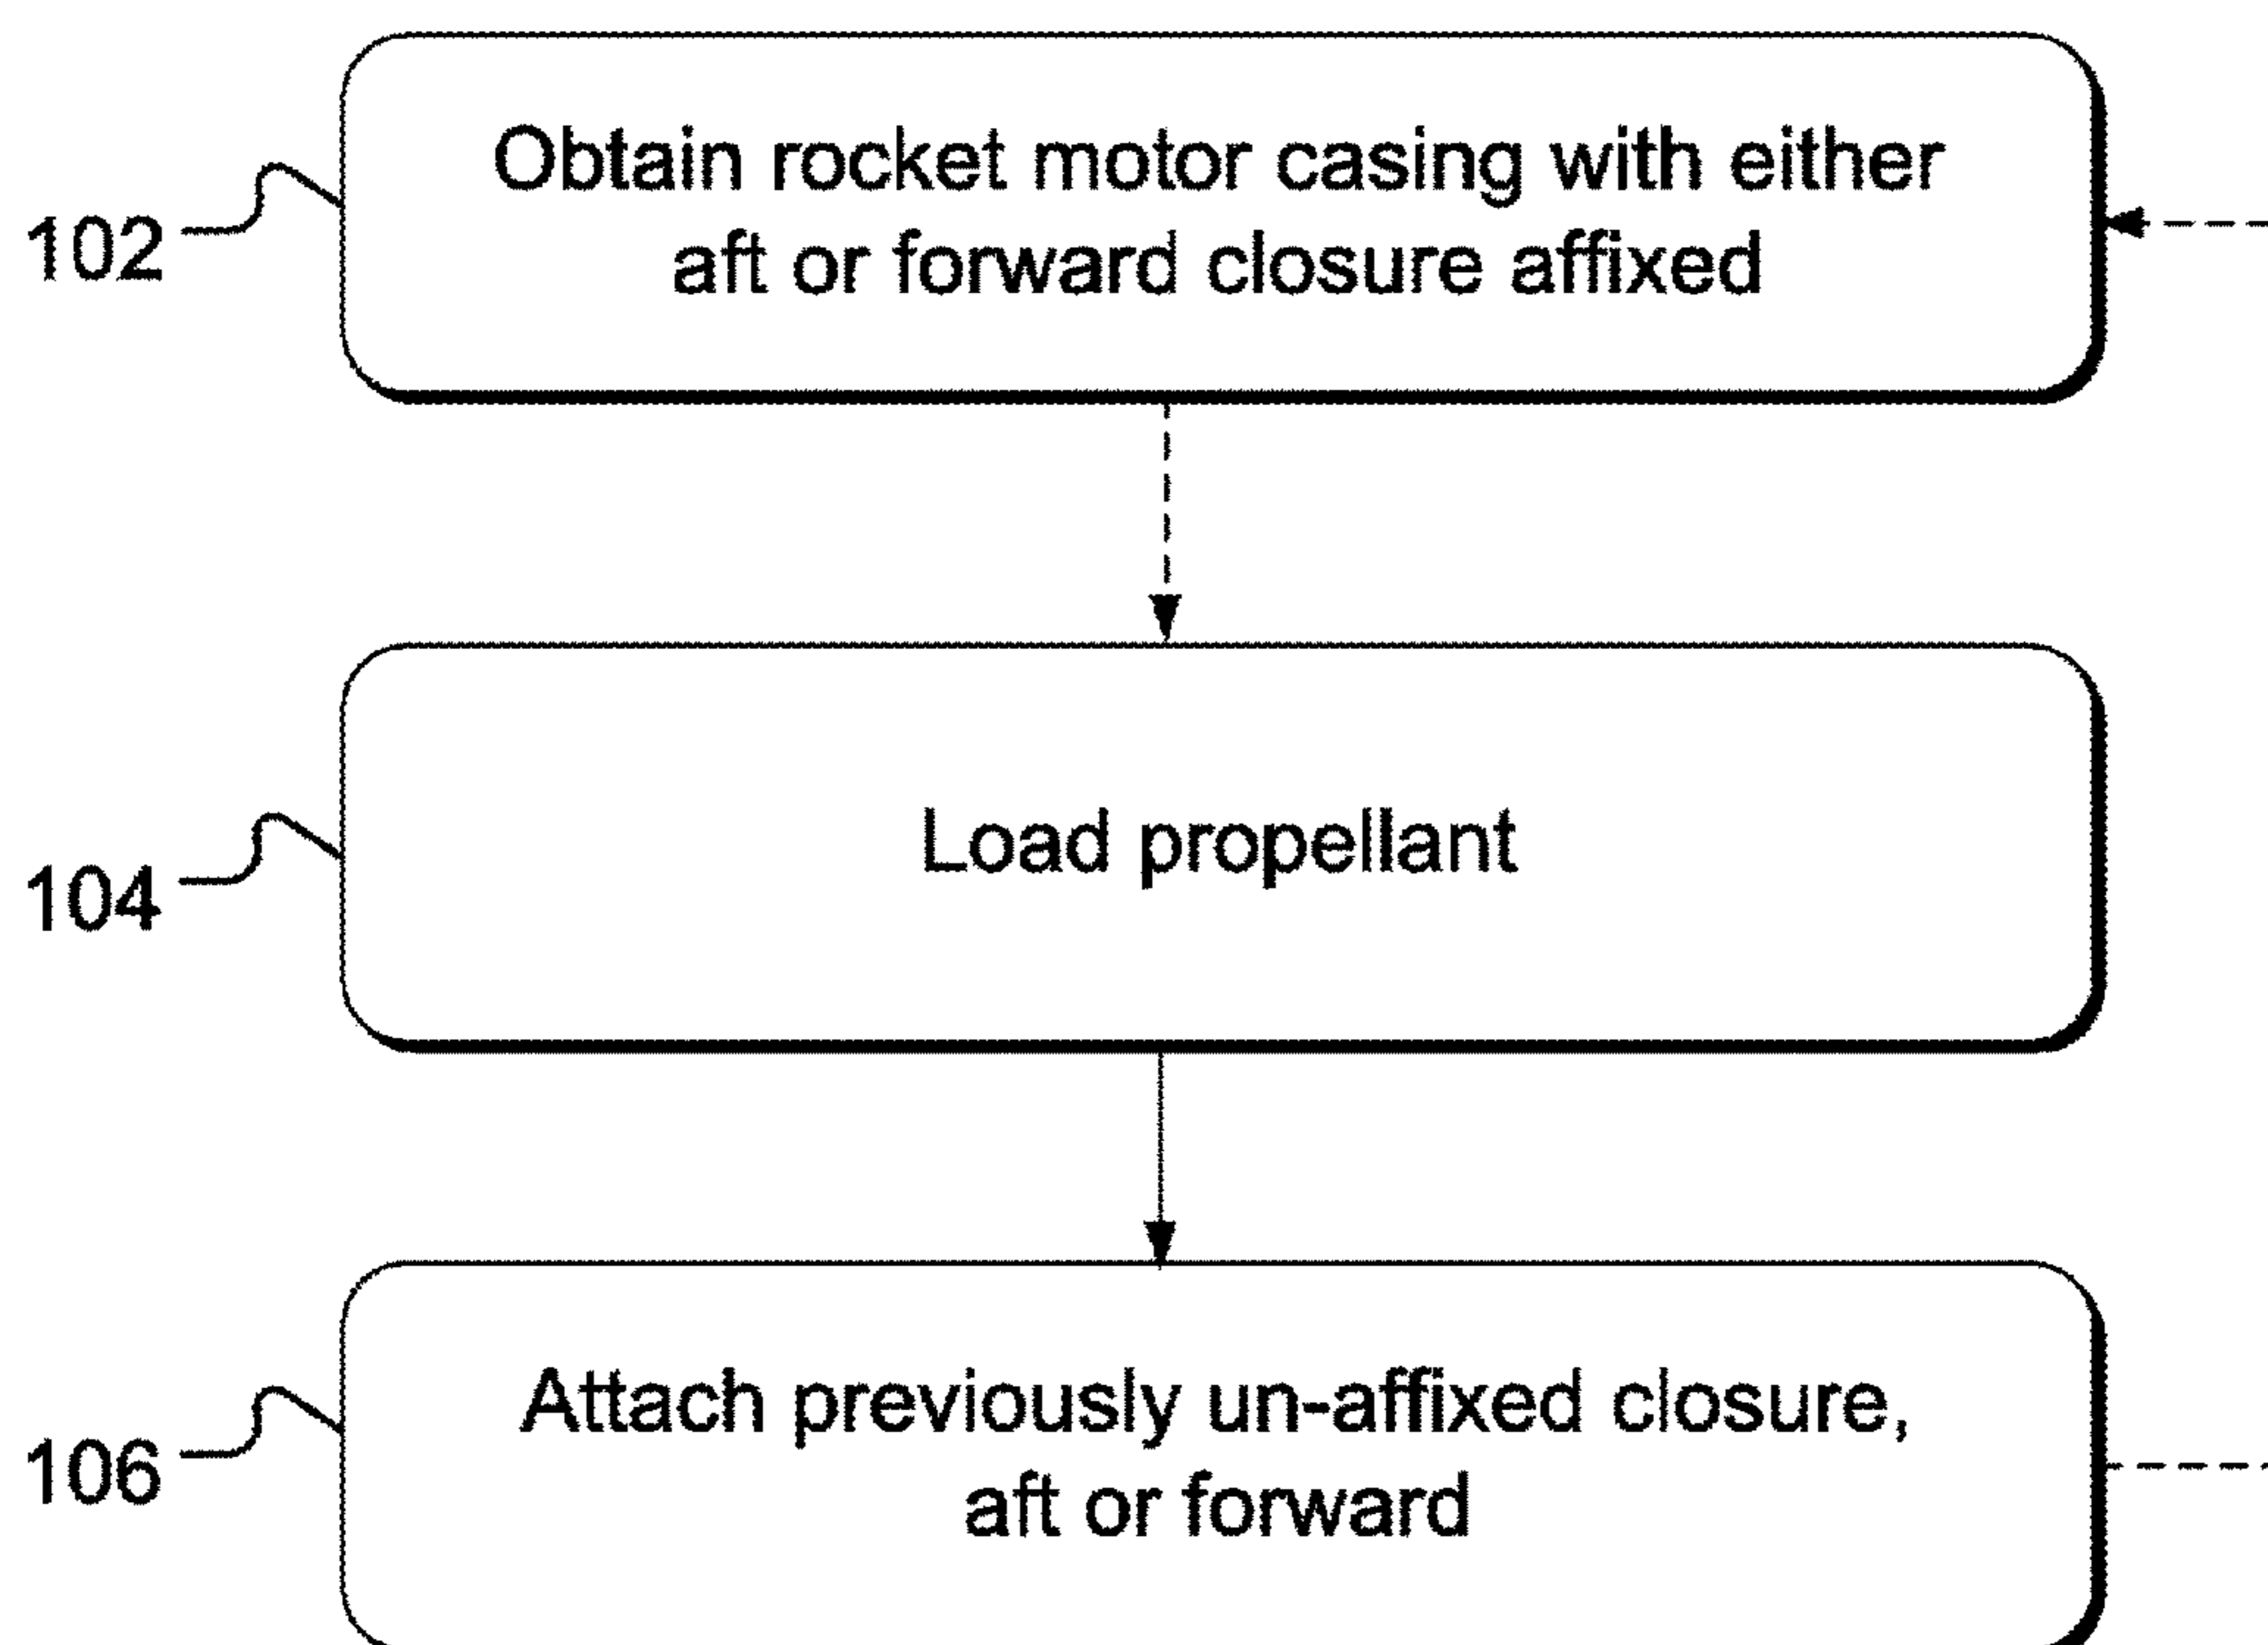 Obtain rocket motor casing with either
aft or forward closure affixed
102
Load propellant
104
Attach previously un-affixed closure,
aft or forward
106